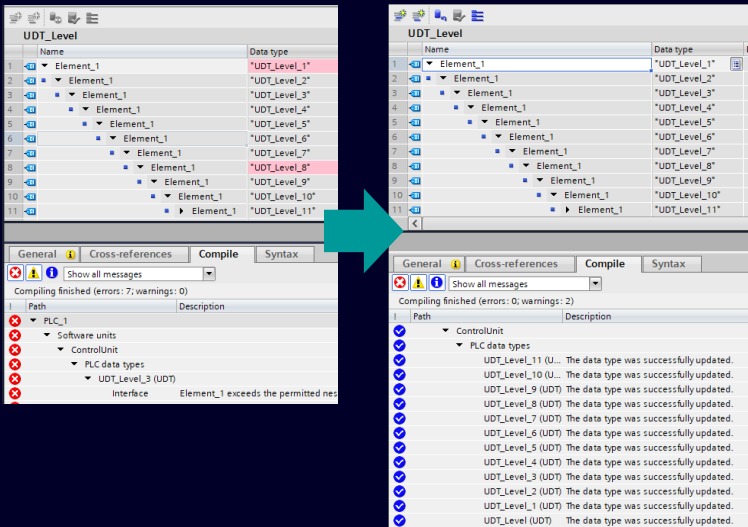 UDT_Level
Name Data type
1 Element_1 "UDT_Level_1"
2 Element_1 "UDT_Level_2"
3 Element_1 "UDT_Level_3"
4 Element_1 "UDT_Level_4"
5 Element_1 "UDT_Level_5"
6 Element_1 "UDT_Level_6"
7 Element_1 "UDT_Level_7"
8 Element_1 "UDT_Level_8"
9 Element_1 "UDT_Level_9"
10 Element_1 "UDT_Level_10"
11 Element_1 "UDT_Level_11"
General Cross-references Compile Syntax
Show all messages
Compiling finished (errors: 7; warnings: 0)
! Path Description
PLC_1
Software units
ControlUnit
PLC data types
UDT_Level_3 (UDT)
Interface Element_1 exceeds the permitted nes
UDT_Level
Name Data type
1 Element_1 "UDT_Level_1"
2 Element_1 "UDT_Level_2"
3 Element_1 "UDT_Level_3"
4 Element_1 "UDT_Level_4"
5 Element_1 "UDT_Level_5"
6 Element_1 "UDT_Level_6"
7 Element_1 "UDT_Level_7"
8 Element_1 "UDT_Level_8"
9 Element_1 "UDT_Level_9"
10 Element_1 "UDT_Level_10"
11 Element_1 "UDT_Level_11"
General Cross-references Compile Syntax
Show all messages
Compiling finished (errors: 0; warnings: 2)
! Path Description
ControlUnit
PLC data types
UDT_Level_11 (U... The data type was successfully updated.
UDT_Level_10 (U... The data type was successfully updated.
UDT_Level_9 (UDT) The data type was successfully updated.
UDT_Level_8 (UDT) The data type was successfully updated.
UDT_Level_7 (UDT) The data type was successfully updated.
UDT_Level_6 (UDT) The data type was successfully updated.
UDT_Level_5 (UDT) The data type was successfully updated.
UDT_Level_4 (UDT) The data type was successfully updated.
UDT_Level_3 (UDT) The data type was successfully updated.
UDT_Level_2 (UDT) The data type was successfully updated.
UDT_Level_1 (UDT) The data type was successfully updated.
UDT_Level (UDT) The data type was successfully updated.